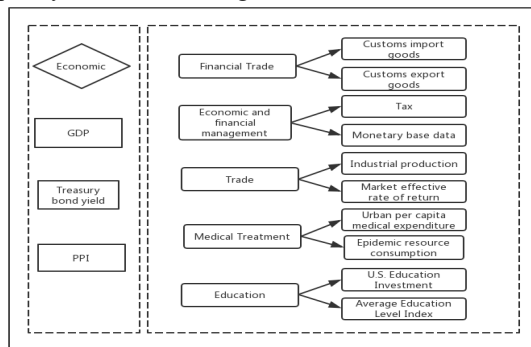 Economic
GDP
Treasury
bond yield
PPI
Financial Trade
Customs import
goods
Customs export
goods
Economic and
financial
management
Tax
Monetary base data
Trade
Industrial production
Market effective
rate of return
Medical Treatment
Urban per capita
medical expenditure
Epidemic resource
consumption
Education
U.S. Education
Investment
Average Education
Level Index